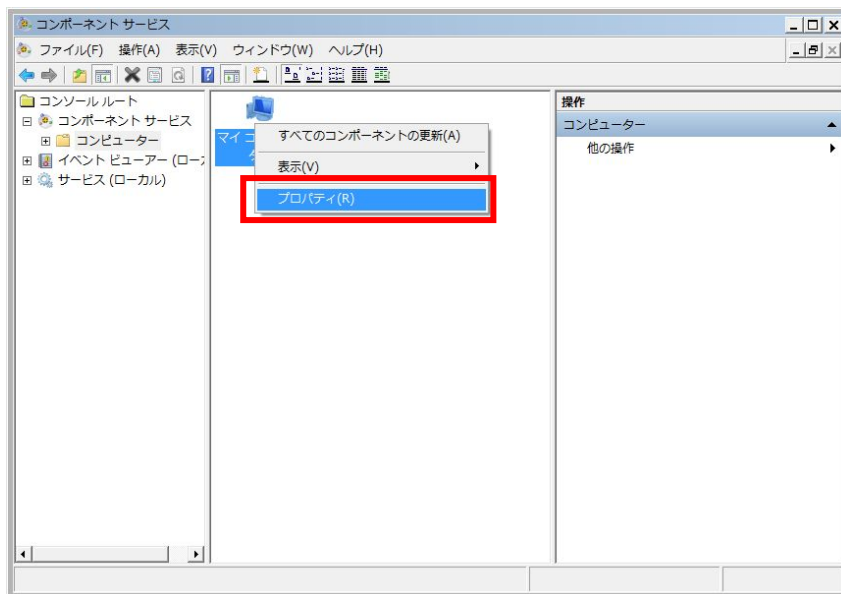 コンポーネント サービス
ファイル(F) 操作(A) 表示(V) ウィンドウ(W) ヘルプ(H)
コンソール ルート
コンポーネント サービス
コンピューター
イベント ビューアー (ローカ
サービス (ローカル)
マイ コ
すべてのコンポーネントの更新(A)
表示(V)
プロパティ(R)
操作
コンピューター
他の操作